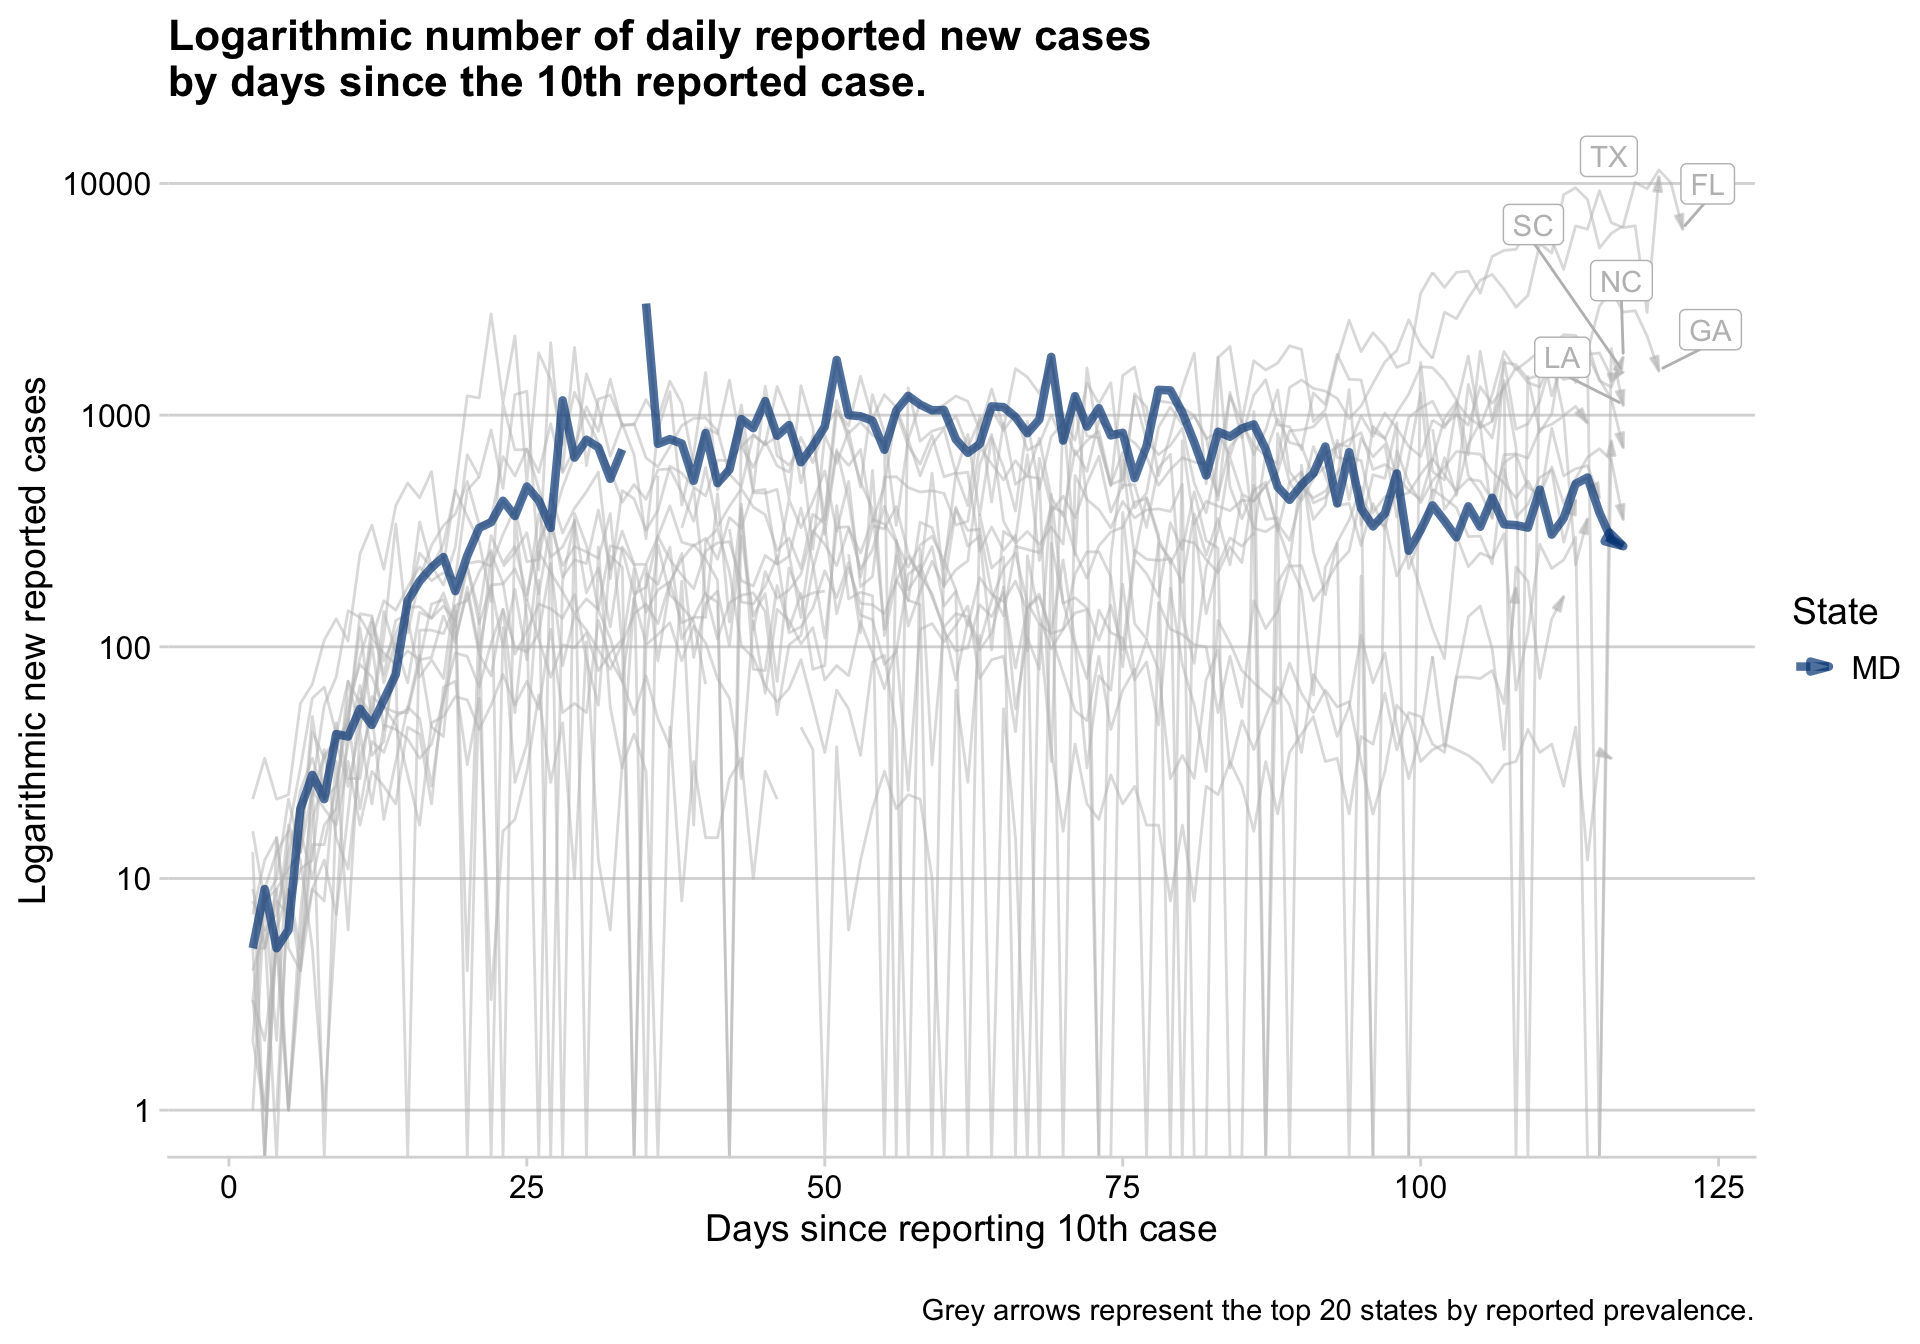 Logarithmic number of daily reported new cases
by days since the 10th reported case.
Logarithmic new reported cases
10000
1000
100
10
1
TX
FL
SC
NC
GA
LA
State
MD
0 25 50 75 100 125
Days since reporting 10th case
Grey arrows represent the top 20 states by reported prevalence.